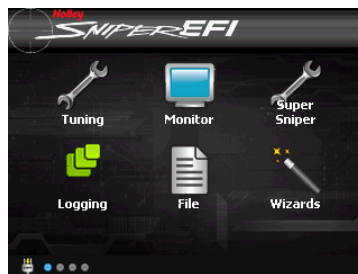 Holley
SNIPER EFI
Tuning
Monitor
Super
Sniper
Logging
File
Wizards